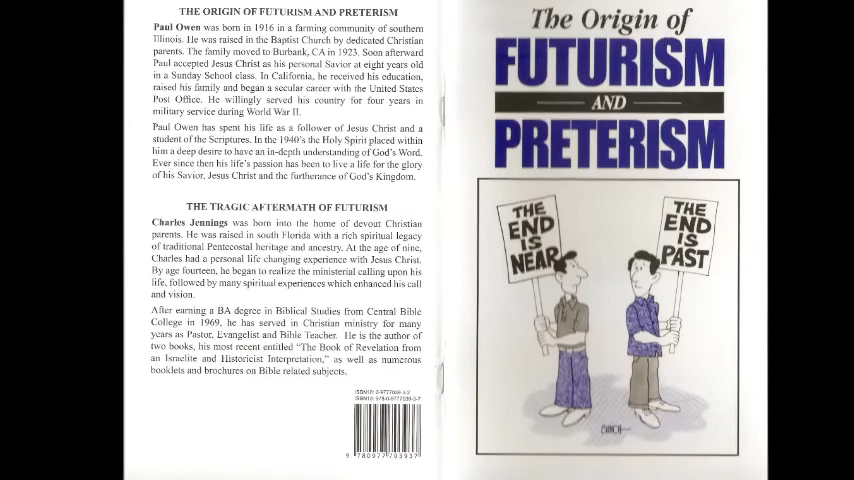 THE ORIGIN OF FUTURISM AND PRETERISM
Paul Owen was born in 1916 in a farming community of southern
Illinois. He was raised in the Baptist Church by dedicated Christian
parents. The family moved to Burbank, CA in 1923. Soon afterward
Paul accepted Jesus Christ as his personal Savior at eight years old
in a Sunday School class. In California, he received his education,
raised his family and began a secular career with the United States
Post Office. He willingly served his country for four years in
military service during World War II.
Paul Owen has spent his life as a follower of Jesus Christ and a
student of the Scriptures. In the 1940's the Holy Spirit placed within
him a deep desire to have an in-depth understanding of God's Word.
Ever since then his life's passion has been to live a life for the glory
of his Savior, Jesus Christ and the furtherance of God's Kingdom.
THE TRAGIC AFTERMATH OF FUTURISM
Charles Jennings was born into the home of devout Christian
parents. He was raised in south Florida with a rich spiritual legacy
of traditional Pentecostal heritage and ancestry. At the age of nine,
Charles had a personal life changing experience with Jesus Christ.
By age fourteen, he began to realize the ministerial calling upon his
life, followed by many spiritual experiences which enhanced his call
and vision.
After earning a BA degree in Biblical Studies from Central Bible
College in 1969, he has served in Christian ministry for many
years as Pastor, Evangelist and Bible Teacher. He is the author of
two books, his most recent entitled "The Book of Revelation from
an Israelite and Historicist Interpretation," as well as numerous
booklets and brochures on Bible related subjects.
ISBN10: 0-9777039-3-2
ISBN13: 978-0-9777039-3-7
9 780977 703937
The Origin of
FUTURISM
AND
PRETERISM
THE
END
IS
NEAR
THE
END
IS
PAST